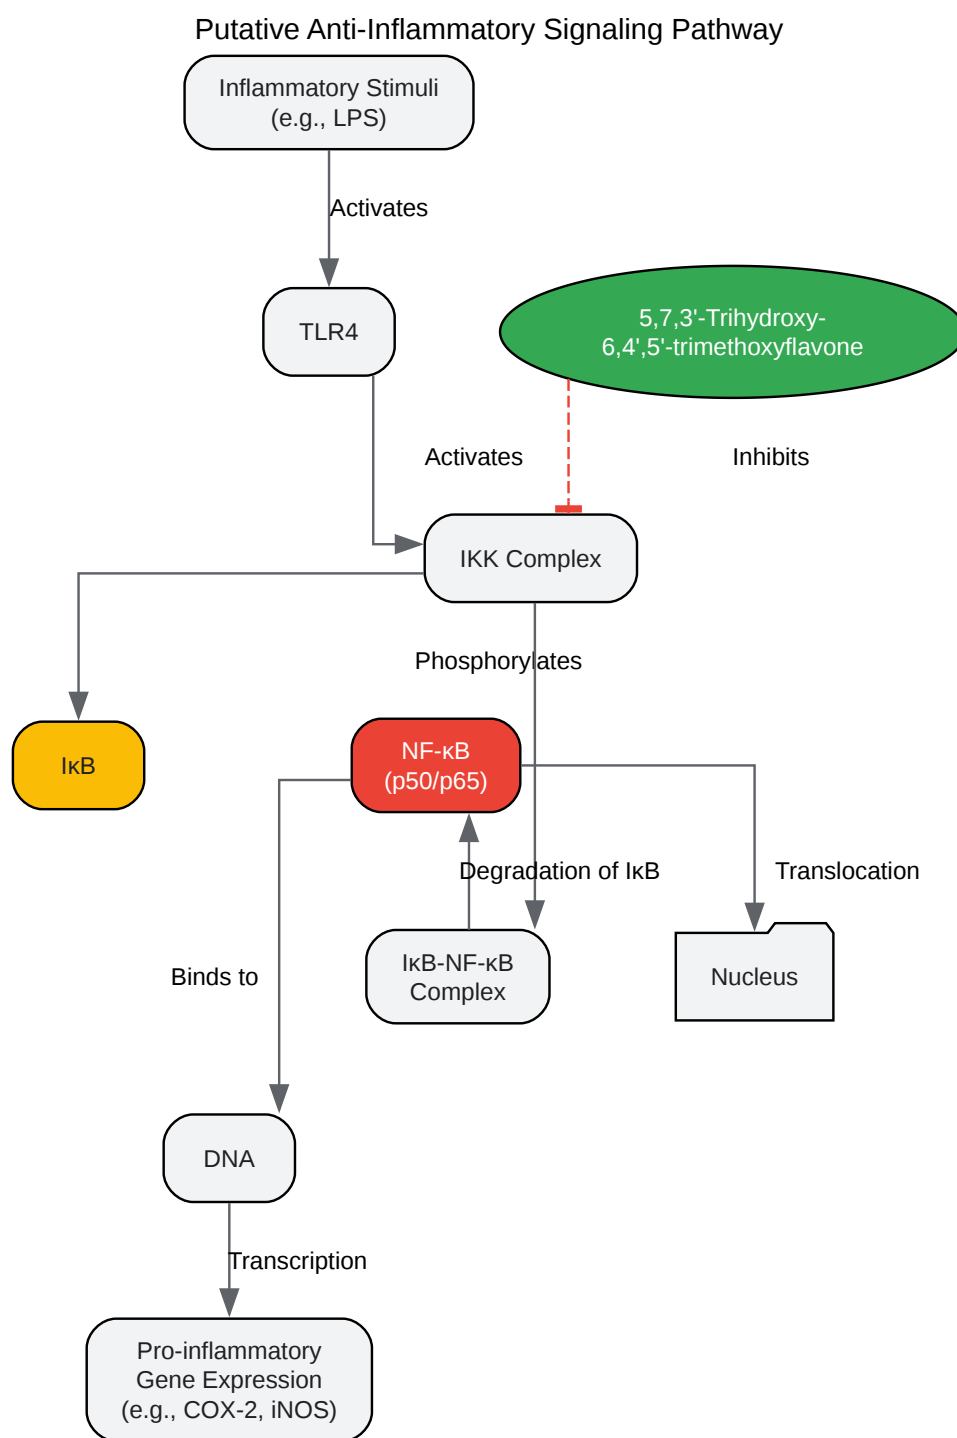 Putative Anti-Inflammatory Signaling Pathway
Inflammatory Stimuli
(e.g., LPS)
Activates
TLR4
5,7,3'-Trihydroxy-
6,4',5'-trimethoxyflavone
Activates
Inhibits
IKK Complex
Phosphorylates
IκB
NF-κB
(p50/p65)
Degradation of IκB
Translocation
Binds to
IκB-NF-κB
Complex
Nucleus
DNA
Transcription
Pro-inflammatory
Gene Expression
(e.g., COX-2, iNOS)